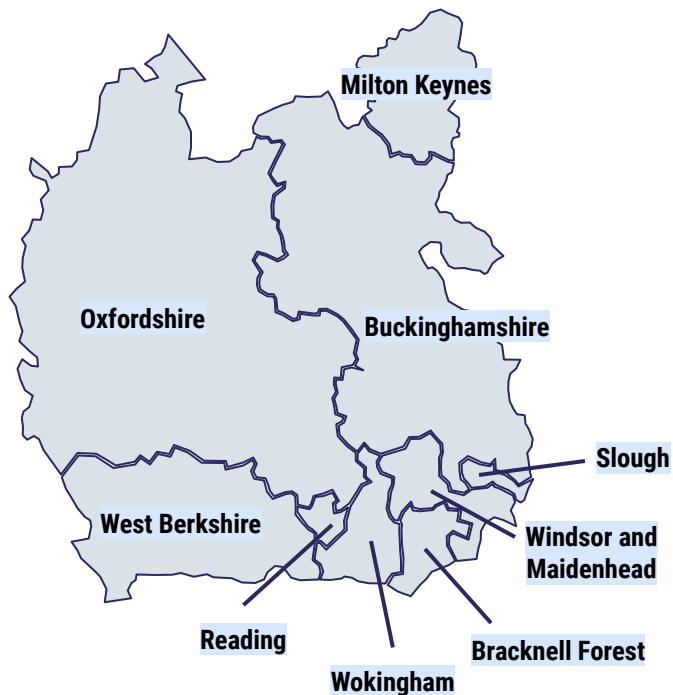 Milton Keynes
Oxfordshire
Buckinghamshire
Slough
West Berkshire
Windsor and
Maidenhead
Reading
Bracknell Forest
Wokingham